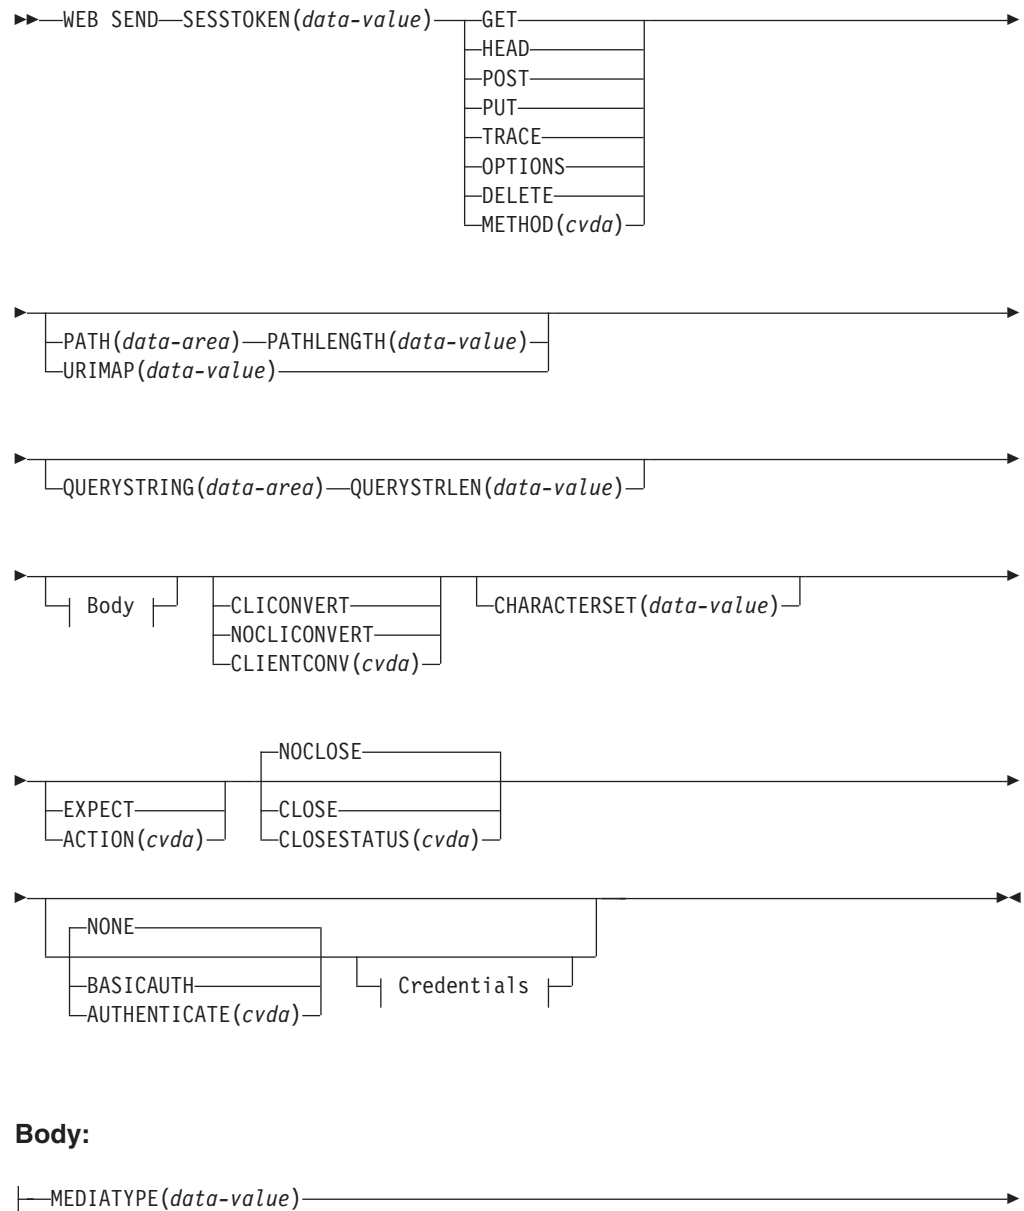 WEB SEND SESSTOKEN(data-value) GET
HEAD
POST
PUT
TRACE
OPTIONS
DELETE
METHOD(cvda)
PATH(data-area) PATHLENGTH(data-value)
URIMAP(data-value)
QUERYSTRING(data-area) QUERYSTRLEN(data-value)
Body CLICONVERT CHARACTERSET(data-value)
NOCLICONVERT
CLIENTCONV(cvda)
NOCLOSE
EXPECT CLOSE
ACTION(cvda) CLOSESTATUS(cvda)
NONE
BASICAUTH Credentials
AUTHENTICATE(cvda)
Body:
MEDIATYPE(data-value)